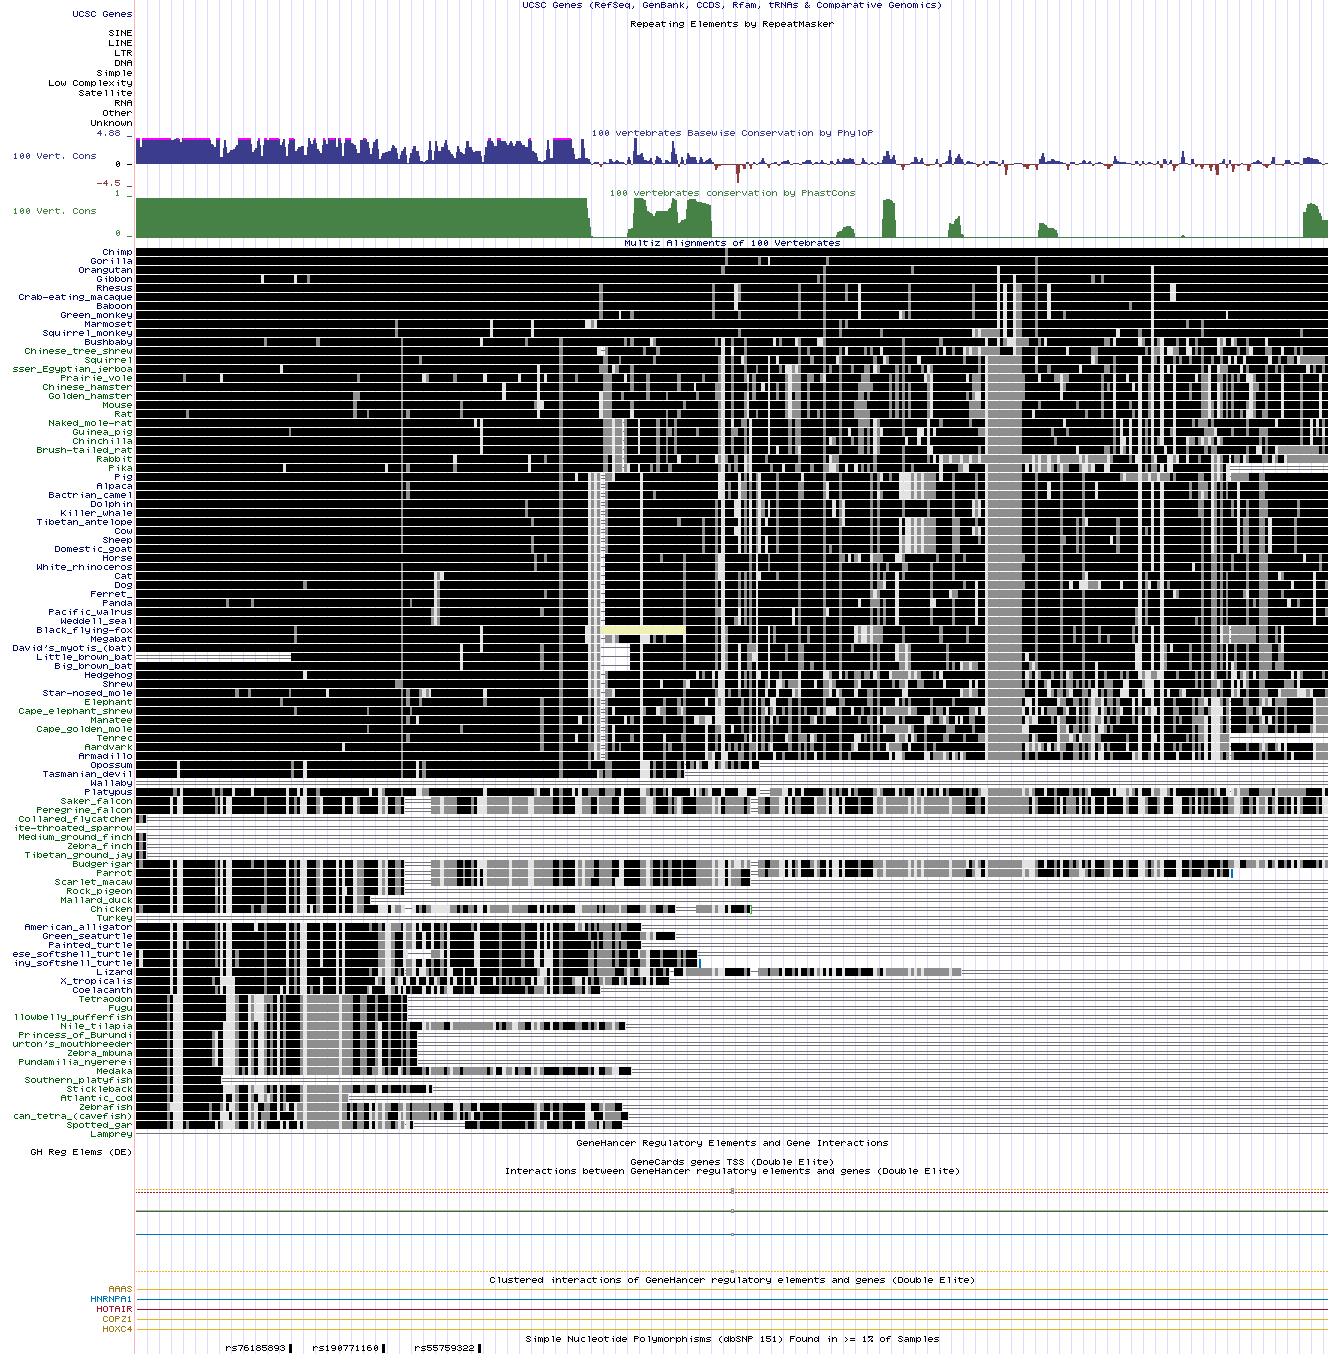 UCSC Genes (RefSeq, GenBank, CCDS, Rfam, tRNAs & Comparative Genomics)
UCSC Genes
Repeating Elements by RepeatMasker
SINE
LINE
LTR
DNA
Simple
Low Complexity
Satellite
RNA
Other
Unknown
4.88 _
100 vertebrates Basewise Conservation by PhyloP
100 Vert. Cons
0 _
-4.5 _
1 _
100 vertebrates conservation by PhastCons
100 Vert. Cons
0 _
Multiz Alignments of 100 Vertebrates
Chimp
Gorilla
Orangutan
Gibbon
Rhesus
Crab-eating_macaque
Baboon
Green_monkey
Marmoset
Squirrel_monkey
Bushbaby
Chinese_tree_shrew
Squirrel
sser_Egyptian_jerboa
Prairie_vole
Chinese_hamster
Golden_hamster
Mouse
Rat
Naked_mole-rat
Guinea_pig
Chinchilla
Brush-tailed_rat
Rabbit
Pika
Pig
Alpaca
Bactrian_camel
Dolphin
Killer_whale
Tibetan_antelope
Cow
Sheep
Domestic_goat
Horse
White_rhinoceros
Cat
Dog
Ferret_
Panda
Pacific_walrus
Weddell_seal
Black_flying-fox
Megabat
David's_myotis_(bat)
Little_brown_bat
Big_brown_bat
Hedgehog
Shrew
Star-nosed_mole
Elephant
Cape_elephant_shrew
Manatee
Cape_golden_mole
Tenrec
Aardvark
Armadillo
Opossum
Tasmanian_devil
Wallaby
Platypus
Saker_falcon
Peregrine_falcon
Collared_flycatcher
ite-throated_sparrow
Medium_ground_finch
Zebra_finch
Tibetan_ground_jay
Budgerigar
Parrot
Scarlet_macaw
Rock_pigeon
Mallard_duck
Chicken
Turkey
American_alligator
Green_seaturtle
Painted_turtle
ese_softshell_turtle
iny_softshell_turtle
Lizard
X_tropicalis
Coelacanth
Tetraodon
Fugu
llowbelly_pufferfish
Nile_tilapia
Princess_of_Burundi
urton's_mouthbreeder
Zebra_mbuna
Pundamilia_nyererei
Medaka
Southern_platyfish
Stickleback
Atlantic_cod
Zebrafish
can_tetra_(cavefish)
Spotted_gar
Lamprey
GeneHancer Regulatory Elements and Gene Interactions
GH Reg Elems (DE)
GeneCards genes TSS (Double Elite)
Interactions between GeneHancer regulatory elements and genes (Double Elite)
Clustered interactions of GeneHancer regulatory elements and genes (Double Elite)
AAAS
HNRNPA1
HOTAIR
COPZ1
HOXC4
Simple Nucleotide Polymorphisms (dbSNP 151) Found in >= 1% of Samples
rs76185893 rs190771160 rs55759322